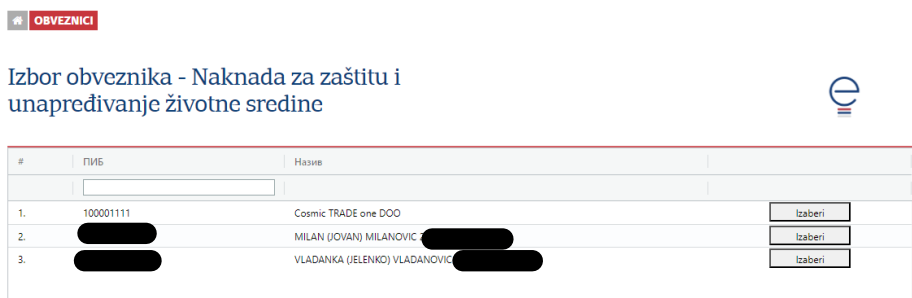 OBVEZNICI
Izbor obveznika - Naknada za zaštitu i
unapređivanje životne sredine
# ПИБ Назив
1. 100001111 Cosmic TRADE one DOO Izaberi
2. MILAN (JOVAN) MILANOVIC Izaberi
3. VLADANKA (JELENKO) VLADANOVIC Izaberi